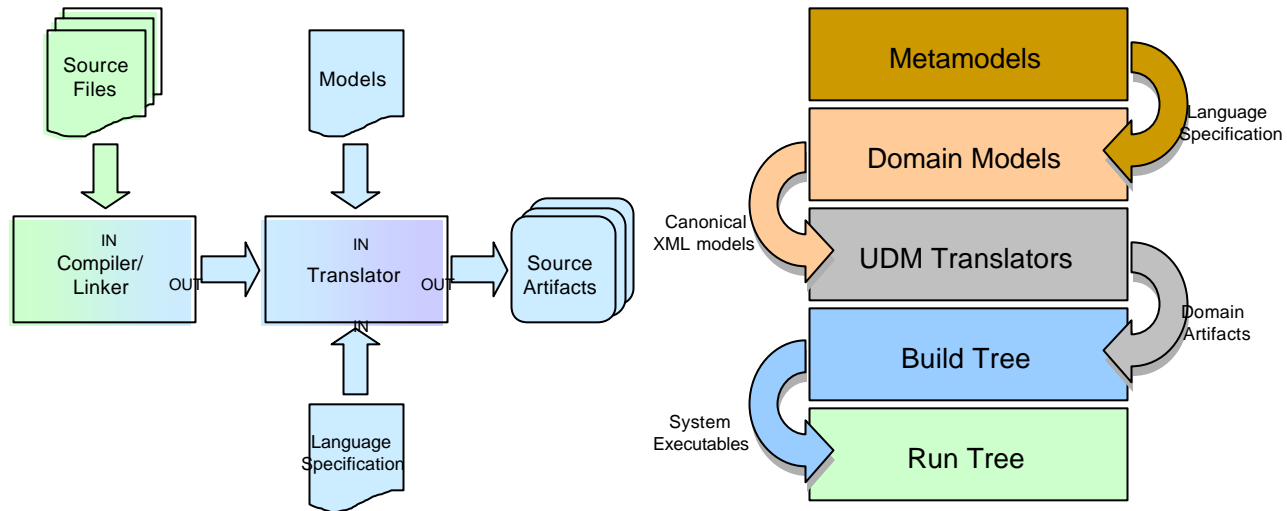 Source
Files
Models
IN
Compiler/
Linker
OUT
IN
Translator
OUT
IN
Source
Artifacts
Language
Specification
Metamodels
Language
Specification
Domain Models
Canonical
XML models
UDM Translators
Domain
Artifacts
Build Tree
System
Executables
Run Tree